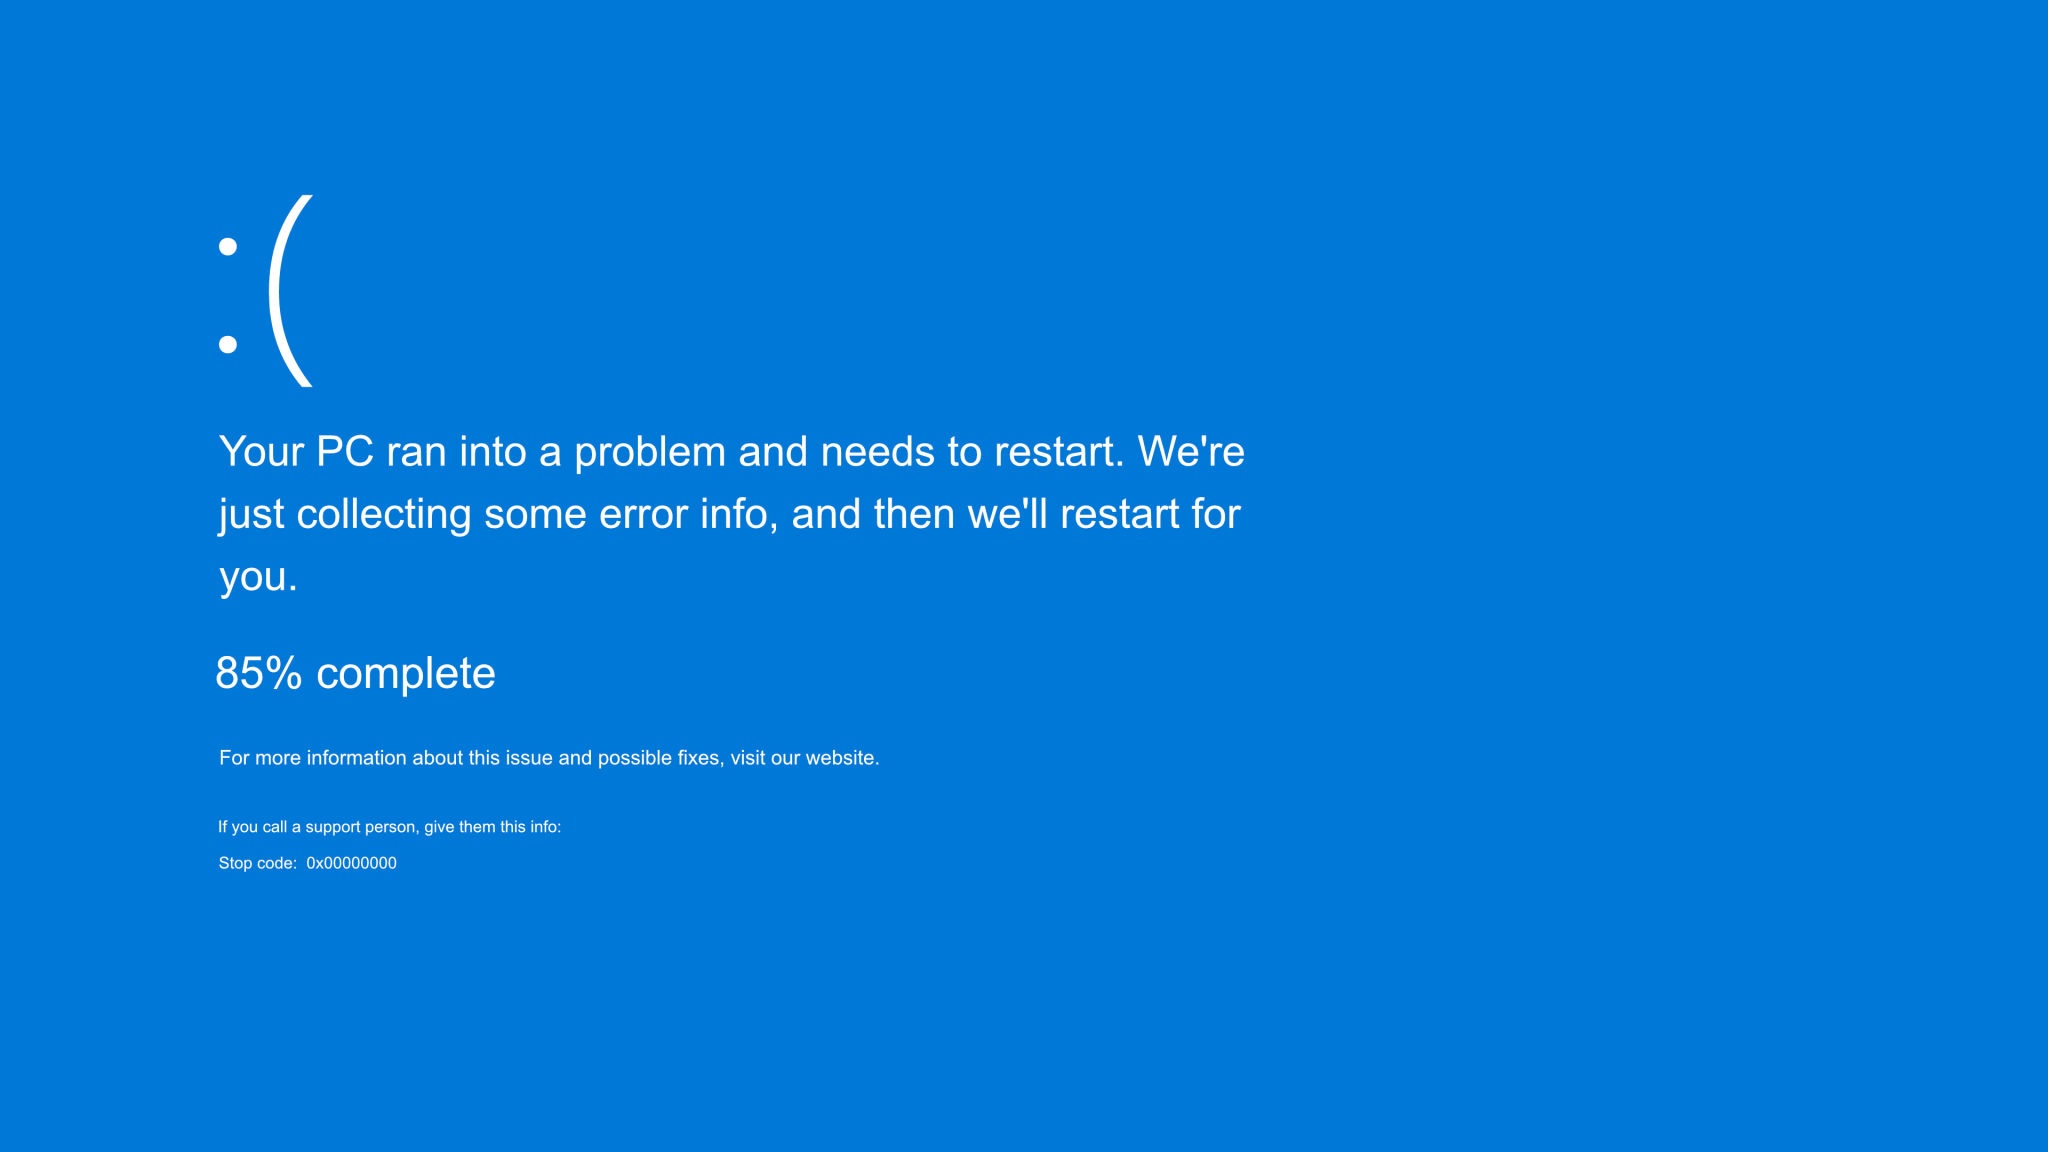 :(
Your PC ran into a problem and needs to restart. We're
just collecting some error info, and then we'll restart for
you.
85% complete
For more information about this issue and possible fixes, visit our website.
If you call a support person, give them this info:
Stop code:  0x00000000